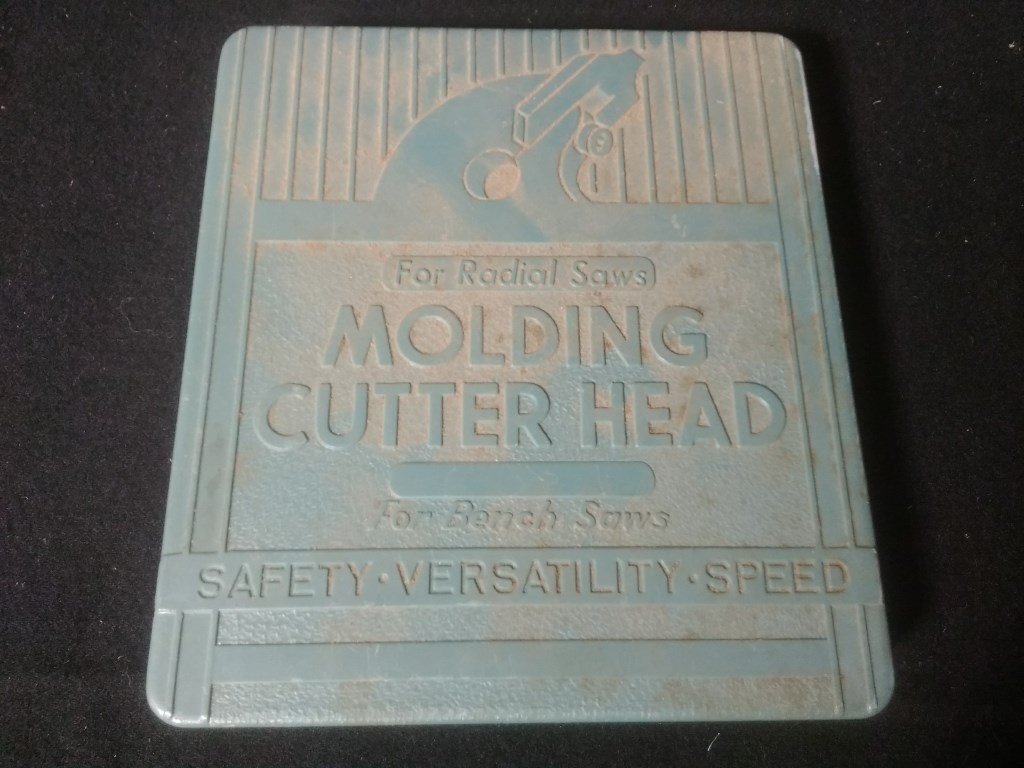 For Radial Saws
MOLDING
CUTTER HEAD
For Bench Saws
SAFETY·VERSATILITY·SPEED